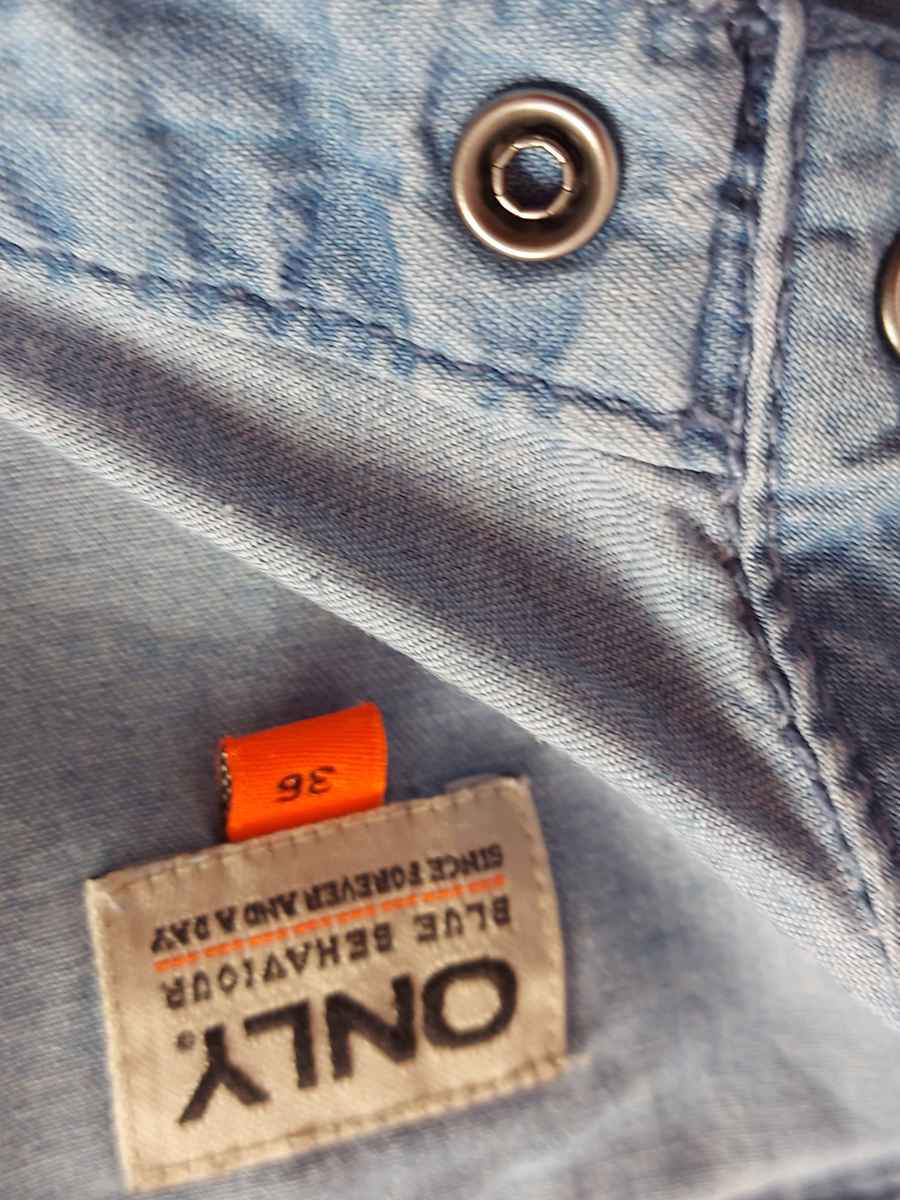 ONLY®
BLUE BEHAVIOUR
SINCE FOREVER AND A DAY
36